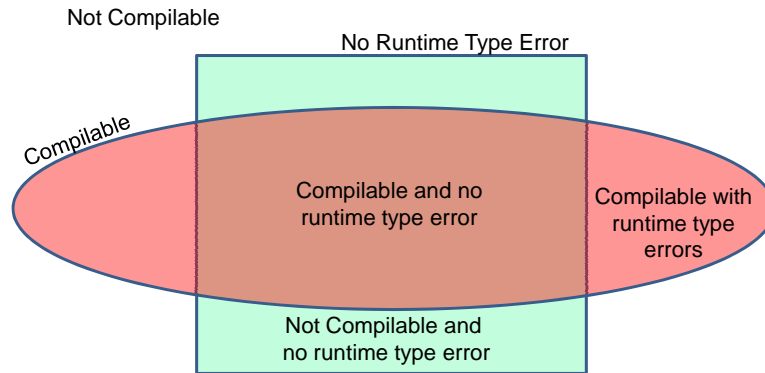 Not Compilable
No Runtime Type Error
Compilable
Compilable and no
runtime type error
Compilable with
runtime type
errors
Not Compilable and
no runtime type error